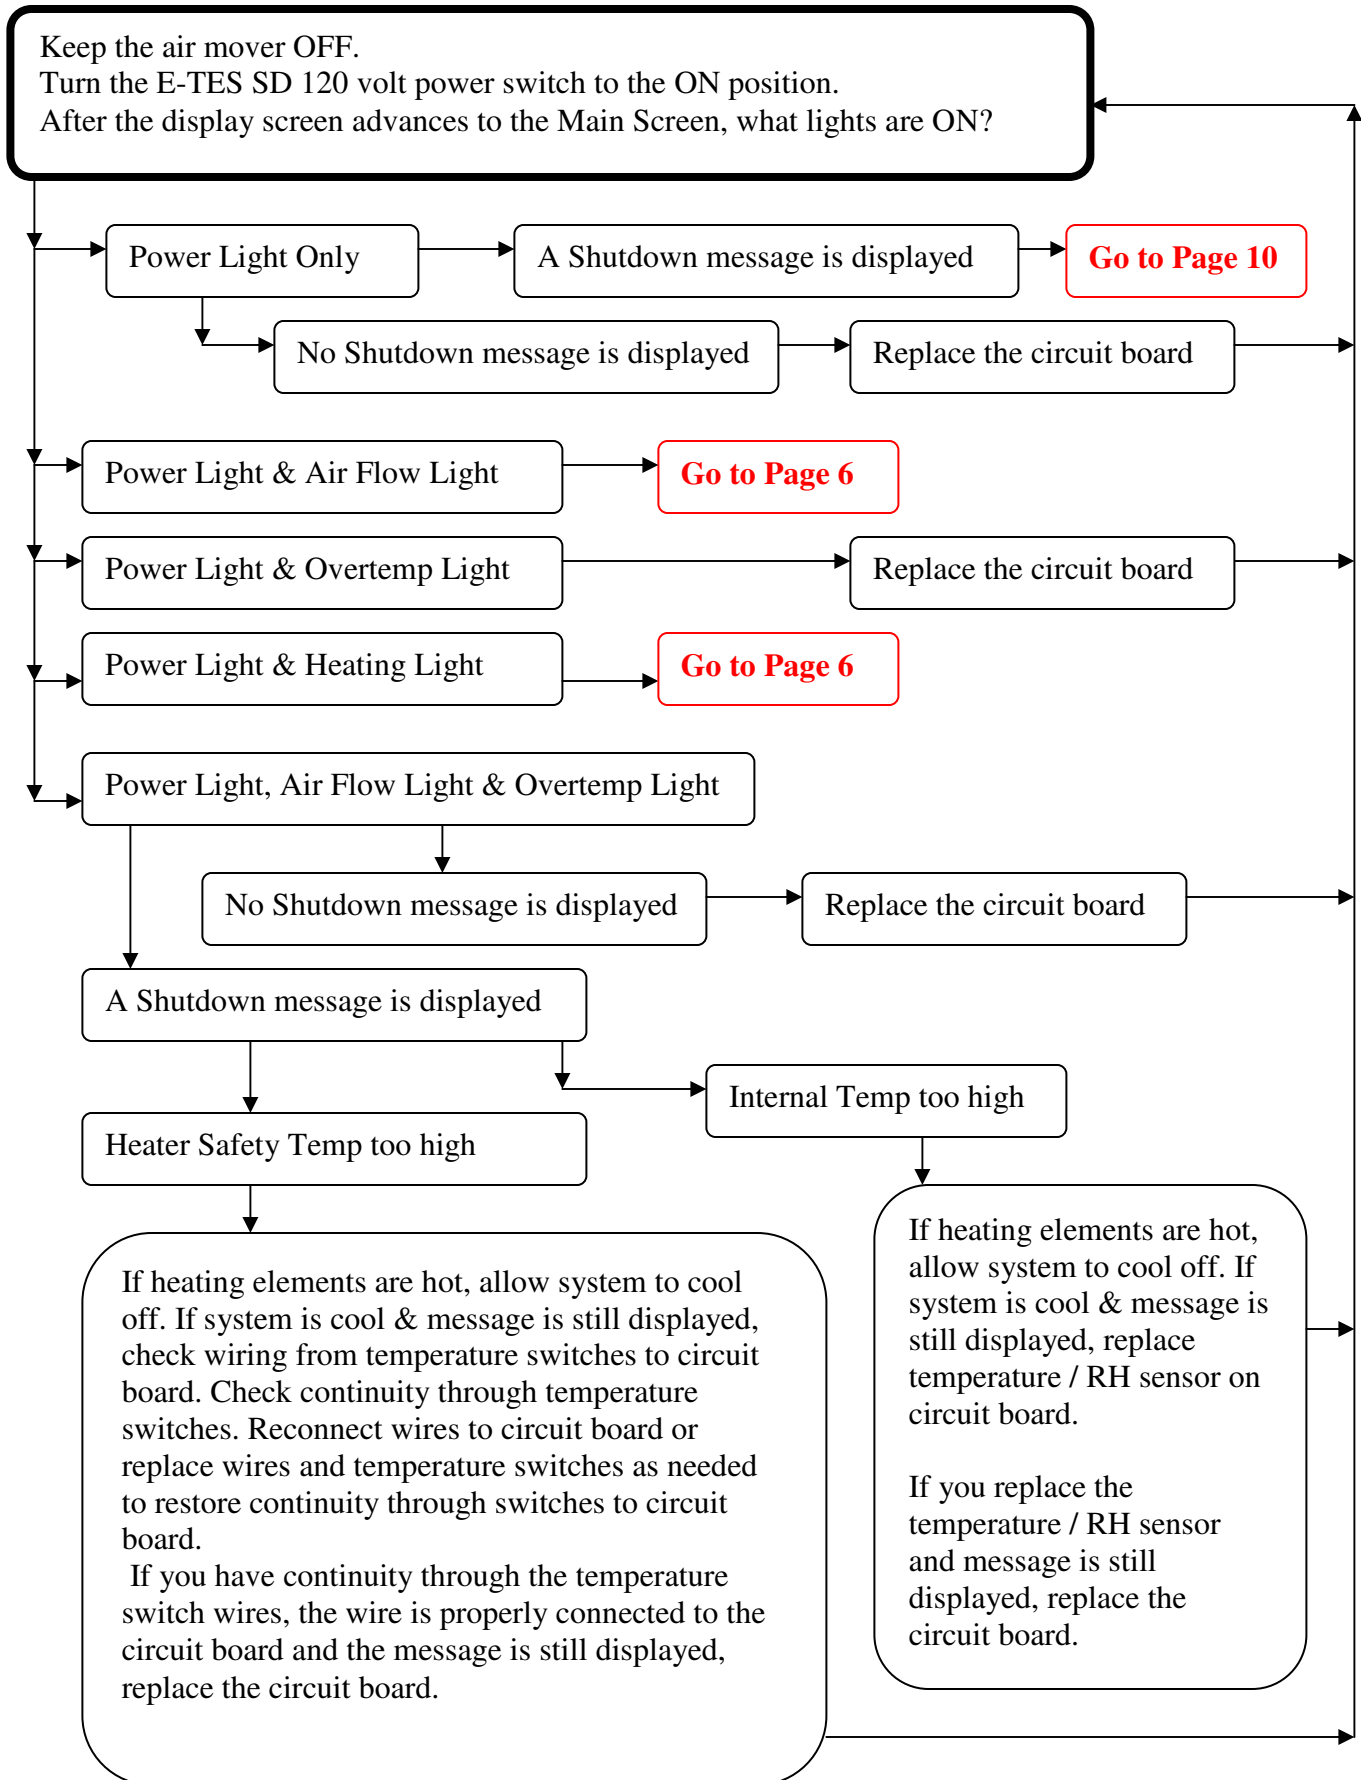 Keep the air mover OFF.
Turn the E-TES SD 120 volt power switch to the ON position.
After the display screen advances to the Main Screen, what lights are ON?
Power Light Only
A Shutdown message is displayed
Go to Page 10
No Shutdown message is displayed
Replace the circuit board
Power Light & Air Flow Light
Go to Page 6
Power Light & Overtemp Light
Replace the circuit board
Power Light & Heating Light
Go to Page 6
Power Light, Air Flow Light & Overtemp Light
No Shutdown message is displayed
Replace the circuit board
A Shutdown message is displayed
Internal Temp too high
Heater Safety Temp too high
If heating elements are hot,
allow system to cool off. If
system is cool & message is
still displayed, replace
temperature / RH sensor on
circuit board.
If you replace the
temperature / RH sensor
and message is still
displayed, replace the
circuit board.
If heating elements are hot, allow system to cool
off. If system is cool & message is still displayed,
check wiring from temperature switches to circuit
board. Check continuity through temperature
switches. Reconnect wires to circuit board or
replace wires and temperature switches as needed
to restore continuity through switches to circuit
board.
If you have continuity through the temperature
switch wires, the wire is properly connected to the
circuit board and the message is still displayed,
replace the circuit board.